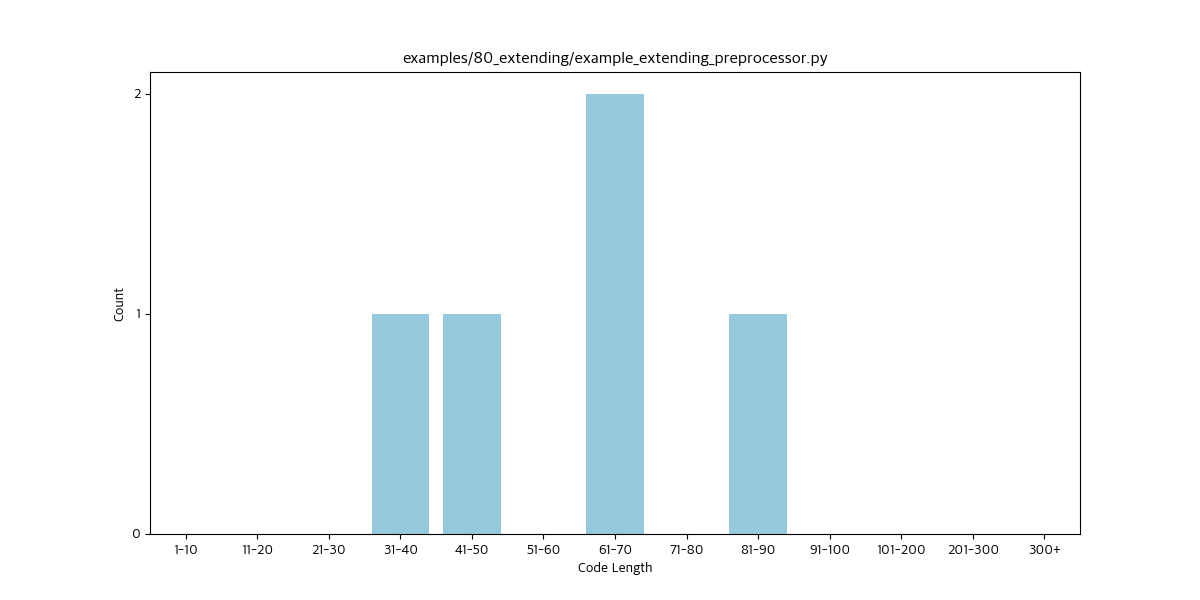 examples/80_extending/example_extending_preprocessor.py
2
1
0
Count
1-10 11-20 21-30 31-40 41-50 51-60 61-70 71-80 81-90 91-100 101-200 201-300 300+
Code Length